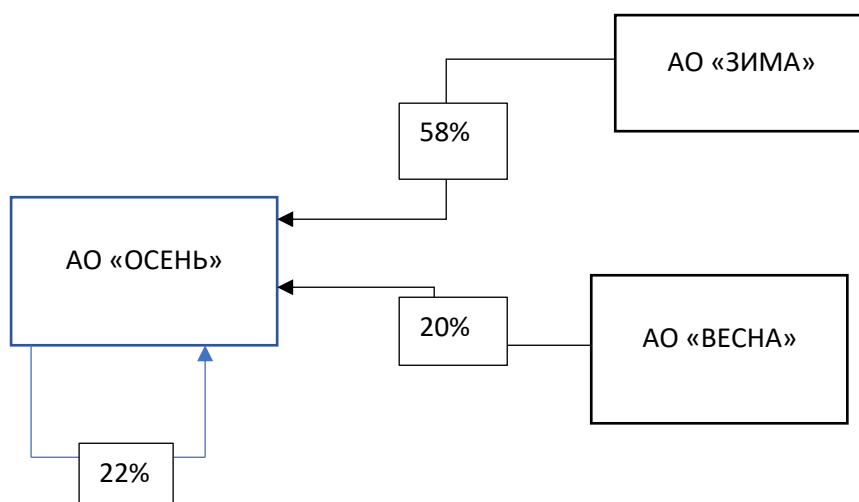 АО «ЗИМА»
58%
АО «ОСЕНЬ»
20%
АО «ВЕСНА»
22%